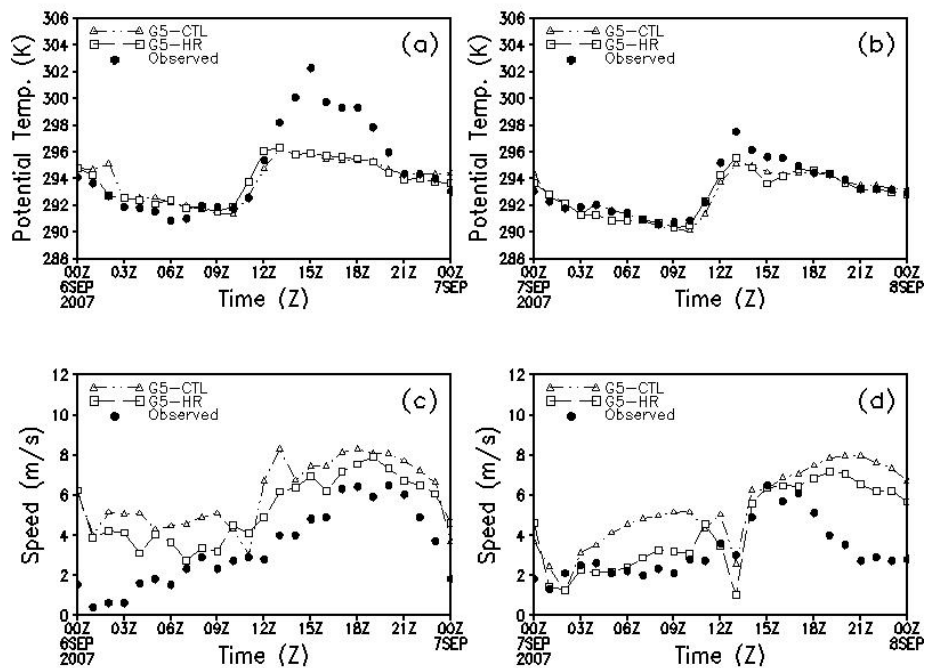 306
304
302
300
298
296
294
292
290
288
Potential Temp. (K)
G5-CTL
G5-HR
Observed
(a)
00Z 03Z 06Z 09Z 12Z 15Z 18Z 21Z 00Z
6SEP 7SEP
2007
Time (Z)
306
304
302
300
298
296
294
292
290
288
Potential Temp. (K)
G5-CTL
G5-HR
Observed
(b)
00Z 03Z 06Z 09Z 12Z 15Z 18Z 21Z 00Z
7SEP 8SEP
2007
Time (Z)
12
10
8
6
4
2
0
Speed (m/s)
G5-CTL
G5-HR
Observed
(c)
00Z 03Z 06Z 09Z 12Z 15Z 18Z 21Z 00Z
6SEP 7SEP
2007
Time (Z)
12
10
8
6
4
2
0
Speed (m/s)
G5-CTL
G5-HR
Observed
(d)
00Z 03Z 06Z 09Z 12Z 15Z 18Z 21Z 00Z
7SEP 8SEP
2007
Time (Z)